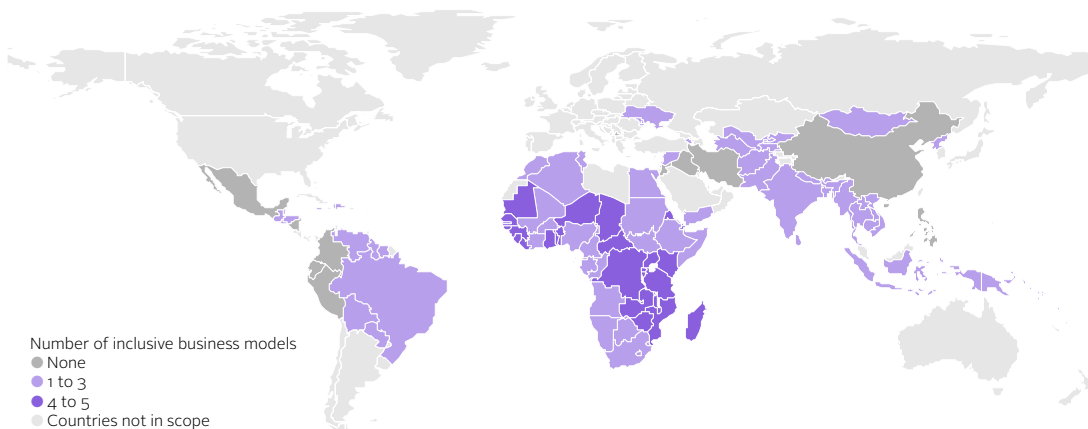 Number of inclusive business models
None
1 to 3
4 to 5
Countries not in scope